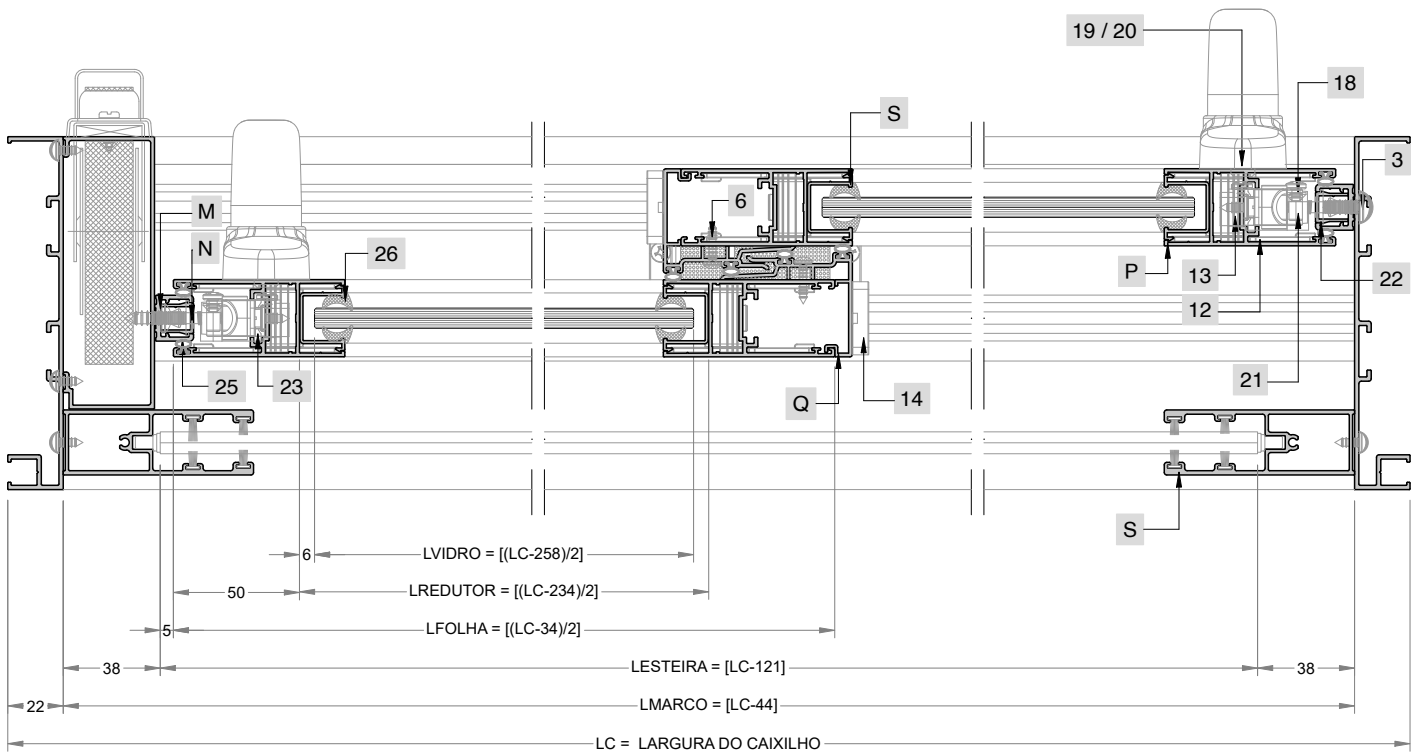 19 / 20
18
S
3
M
6
N
26
P
13
22
12
25
23
21
Q
14
S
6
LVIDRO = [(LC-258)/2]
50
LREDUTOR = [(LC-234)/2]
5
LFOLHA = [(LC-34)/2]
38
LESTEIRA = [LC-121]
38
22
LMARCO = [LC-44]
LC = LARGURA DO CAIXILHO